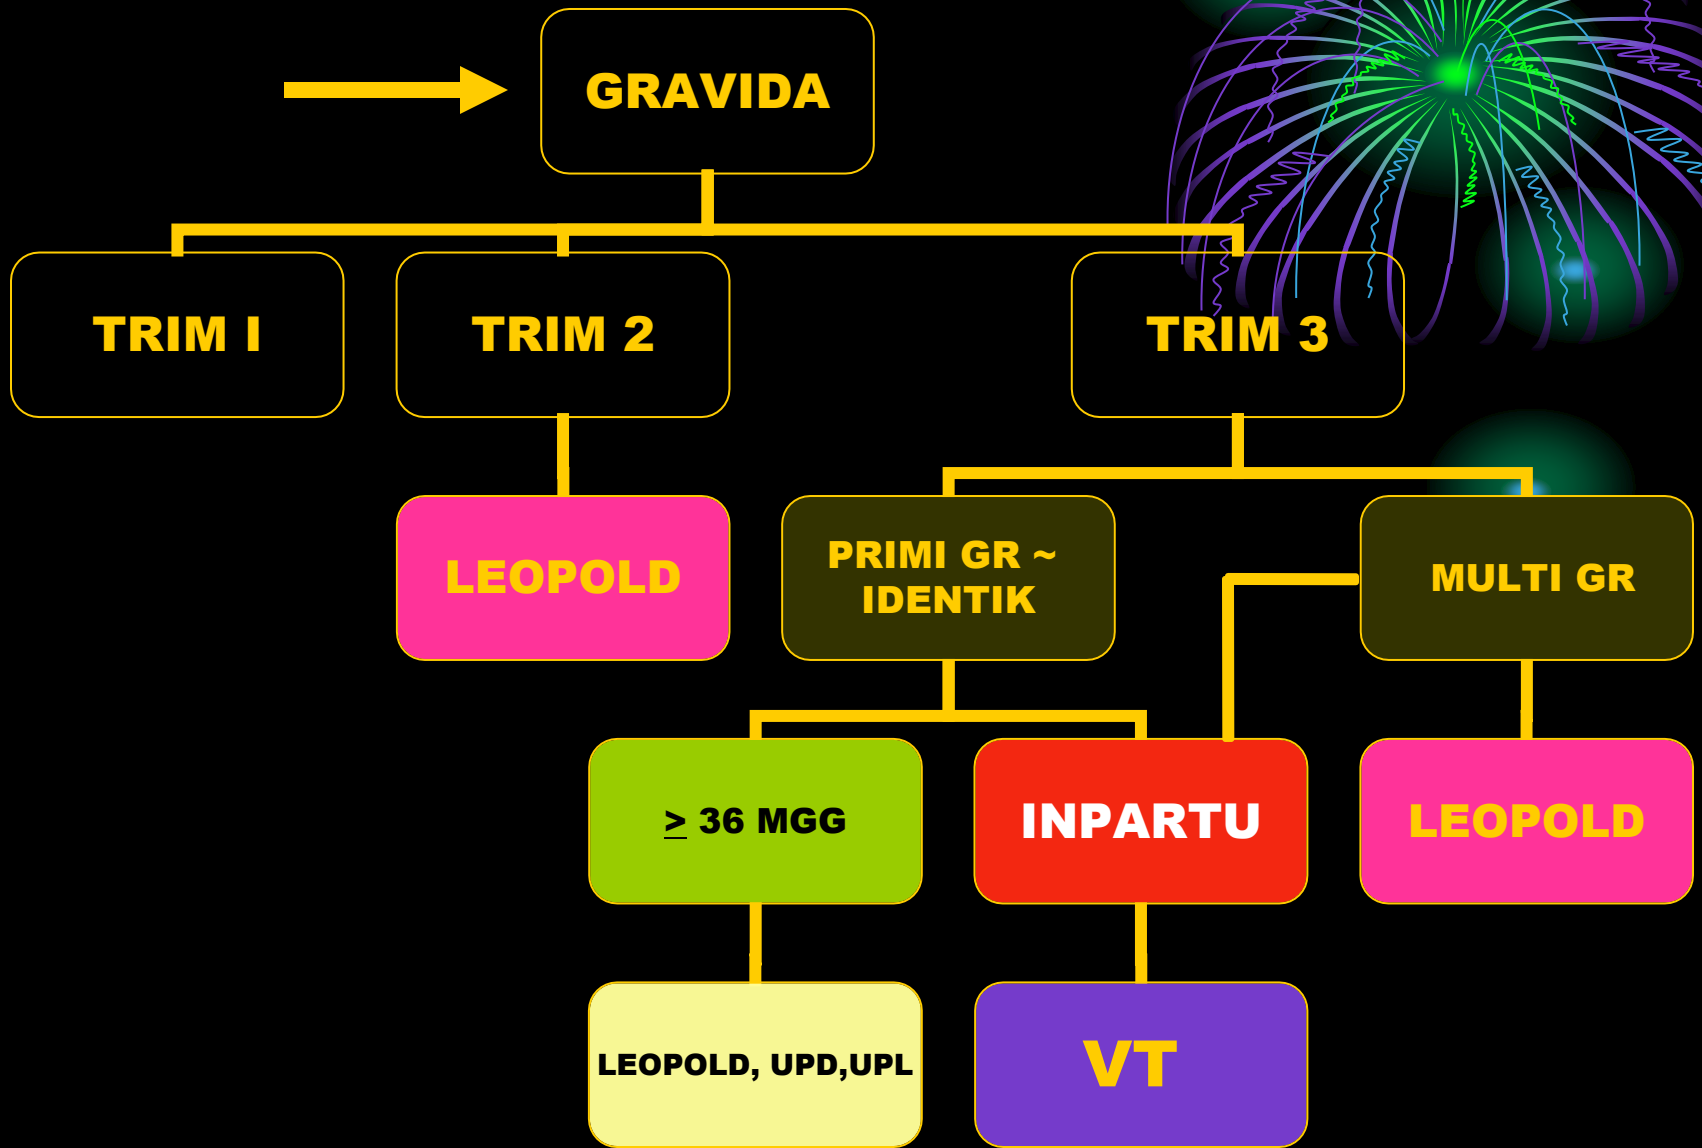 GRAVIDA
TRIM I
TRIM 2
TRIM 3
LEOPOLD
PRIMI GR ~
IDENTIK
MULTI GR
≥ 36 MGG
INPARTU
LEOPOLD
LEOPOLD, UPD,UPL
VT